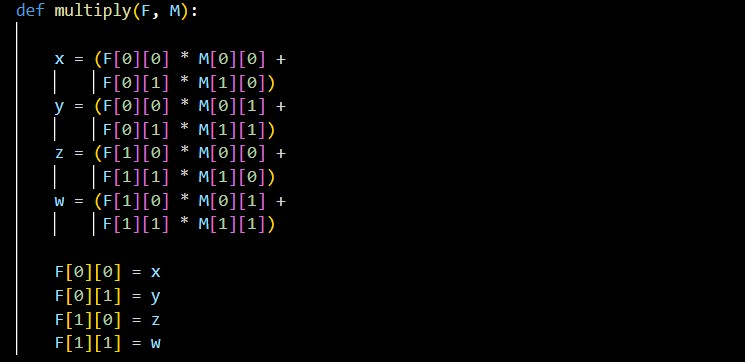 def multiply(F, M):
x = (F[0][0] * M[0][0] +
F[0][1] * M[1][0])
y = (F[0][0] * M[0][1] +
F[0][1] * M[1][1])
z = (F[1][0] * M[0][0] +
F[1][1] * M[1][0])
w = (F[1][0] * M[0][1] +
F[1][1] * M[1][1])
F[0][0] = x
F[0][1] = y
F[1][0] = z
F[1][1] = w